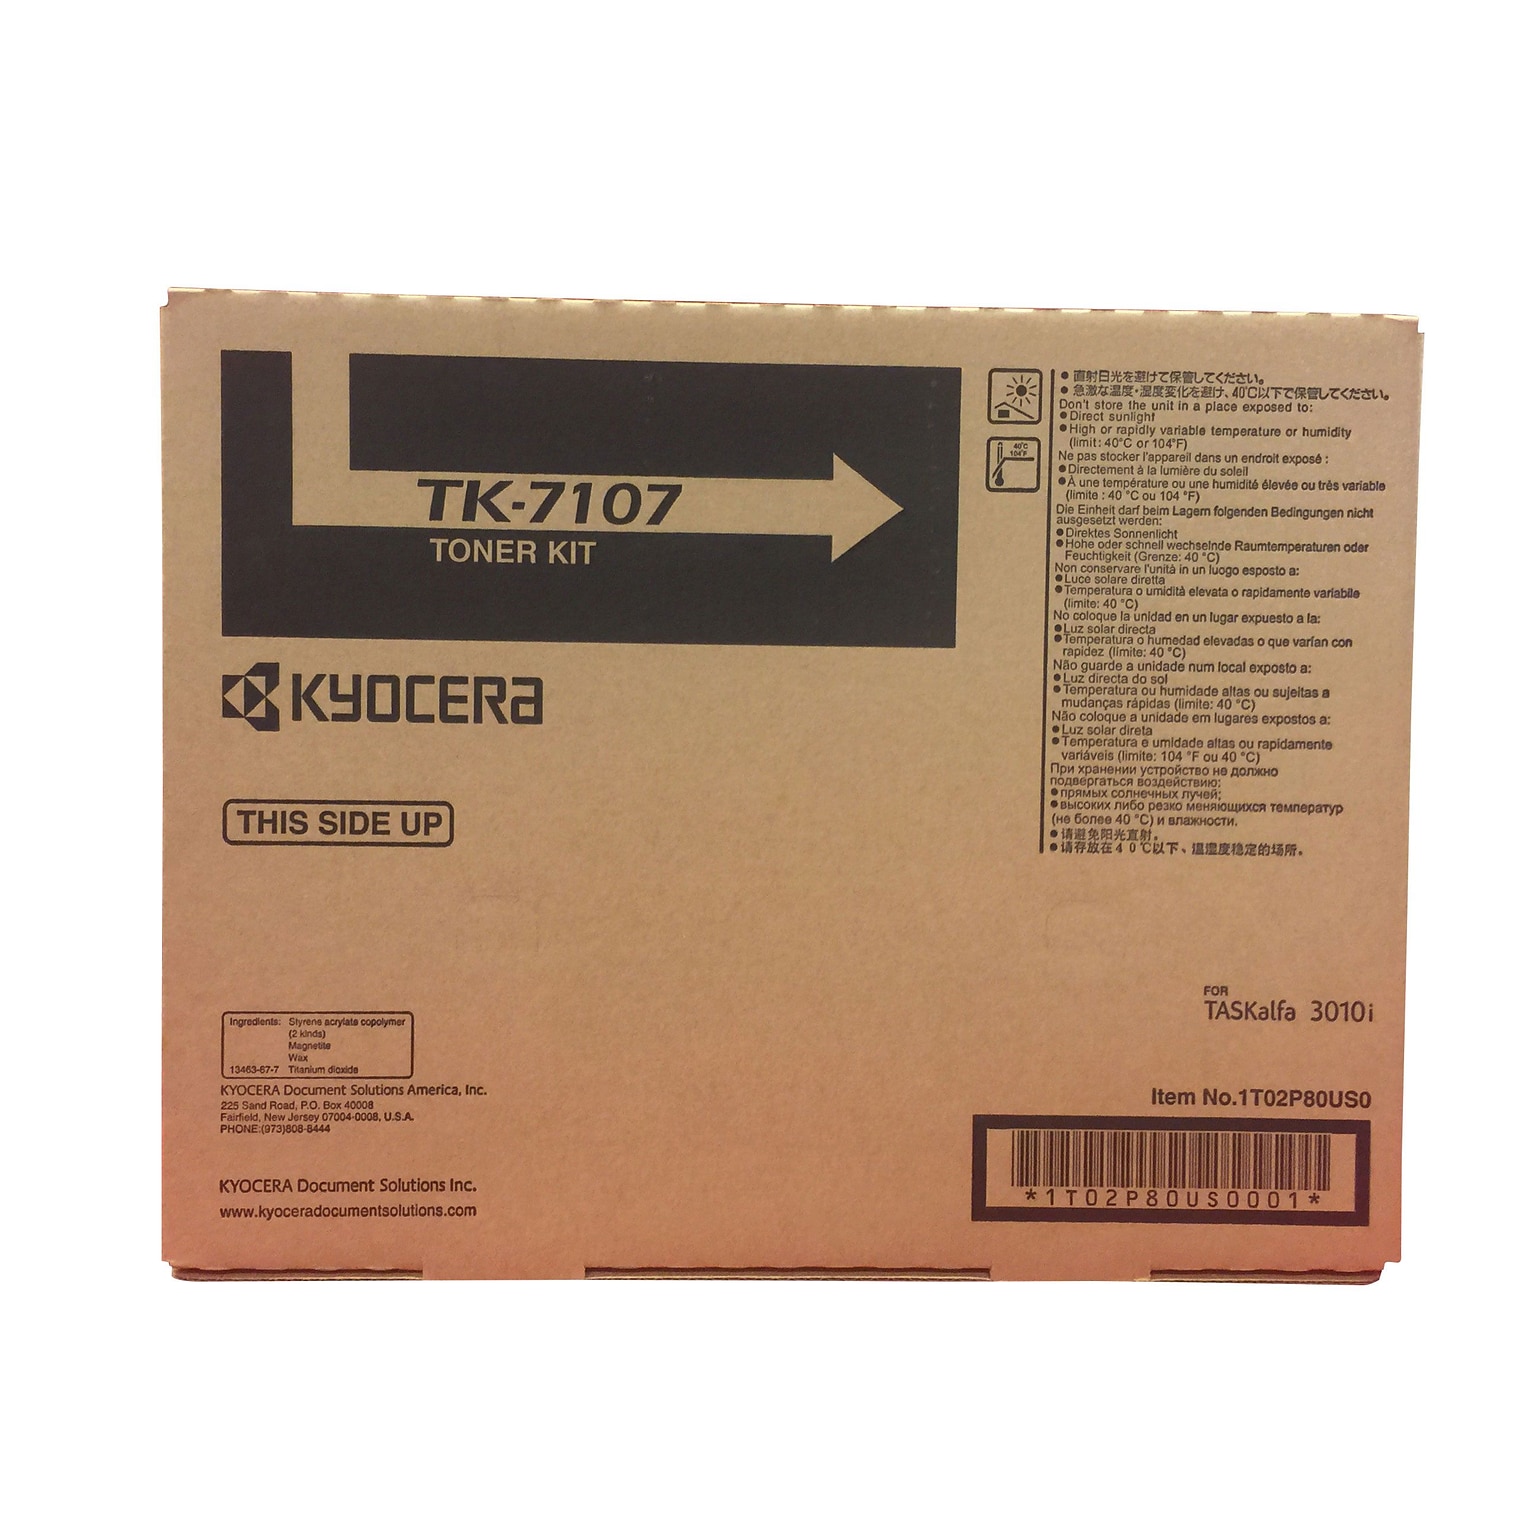 TK-7107
TONER KIT
KYOCERA
THIS SIDE UP
40°C
104°F
● 直射日光を避けて保管してください。
● 急激な温度・湿度変化を避け、40℃以下で保管してください。
Don't store the unit in a place exposed to:
● Direct sunlight
● High or rapidly variable temperature or humidity
(limit: 40°C or 104°F)
Ne pas stocker l'appareil dans un endroit exposé :
● Directement à la lumière du soleil
● À une température ou une humidité élevée ou très variable
(limite : 40 °C ou 104 °F)
Die Einheit darf beim Lagern folgenden Bedingungen nicht
ausgesetzt werden:
● Direktes Sonnenlicht
● Hohe oder schnell wechselnde Raumtemperaturen oder
Feuchtigkeit (Grenze: 40 °C)
Non conservare l'unità in un luogo esposto a:
● Luce solare diretta
● Temperatura o umidità elevata o rapidamente variabile
(limite: 40 °C)
No coloque la unidad en un lugar expuesto a la:
● Luz solar directa
● Temperatura o humedad elevadas o que varían con
rapidez (límite: 40 °C)
Não guarde a unidade num local exposto a:
● Luz directa do sol
● Temperatura ou humidade altas ou sujeitas a
mudanças rápidas (limite: 40 °C)
Não coloque a unidade em lugares expostos a:
● Luz solar direta
● Temperatura e umidade altas ou rapidamente
variáveis (limite: 104 °F ou 40 °C)
При хранении устройство не должно
подвергаться воздействию:
● прямых солнечных лучей;
● высоких либо резко меняющихся температур
(не более 40 °C) и влажности.
● 请避免阳光直射。
● 请存放在４０℃以下、温湿度稳定的场所。
FOR
TASKalfa 3010i
Ingredients: Styrene acrylate copolymer
(2 kinds)
Magnetite
Wax
13463-67-7 Titanium dioxide
KYOCERA Document Solutions America, Inc.
225 Sand Road, P.O. Box 40008
Fairfield, New Jersey 07004-0008, U.S.A.
PHONE:(973)808-8444
KYOCERA Document Solutions Inc.
www.kyoceradocumentsolutions.com
Item No.1T02P80US0
*1T02P80US0001*